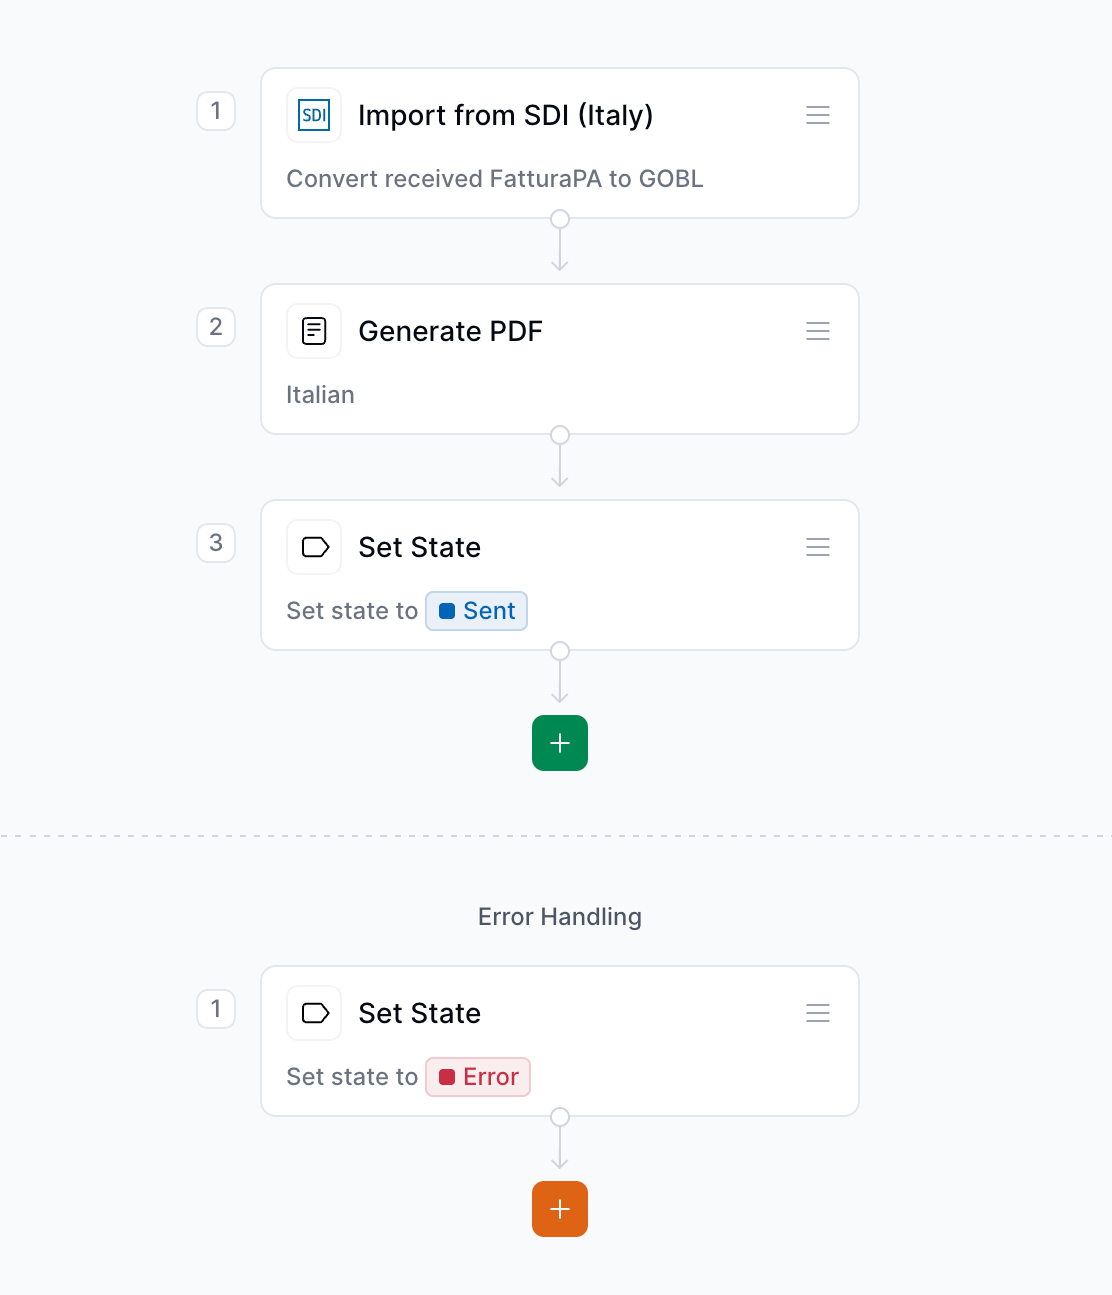 1
SDI
Import from SDI (Italy)
Convert received FatturaPA to GOBL
2
Generate PDF
Italian
3
Set State
Set state to Sent
Error Handling
1
Set State
Set state to Error